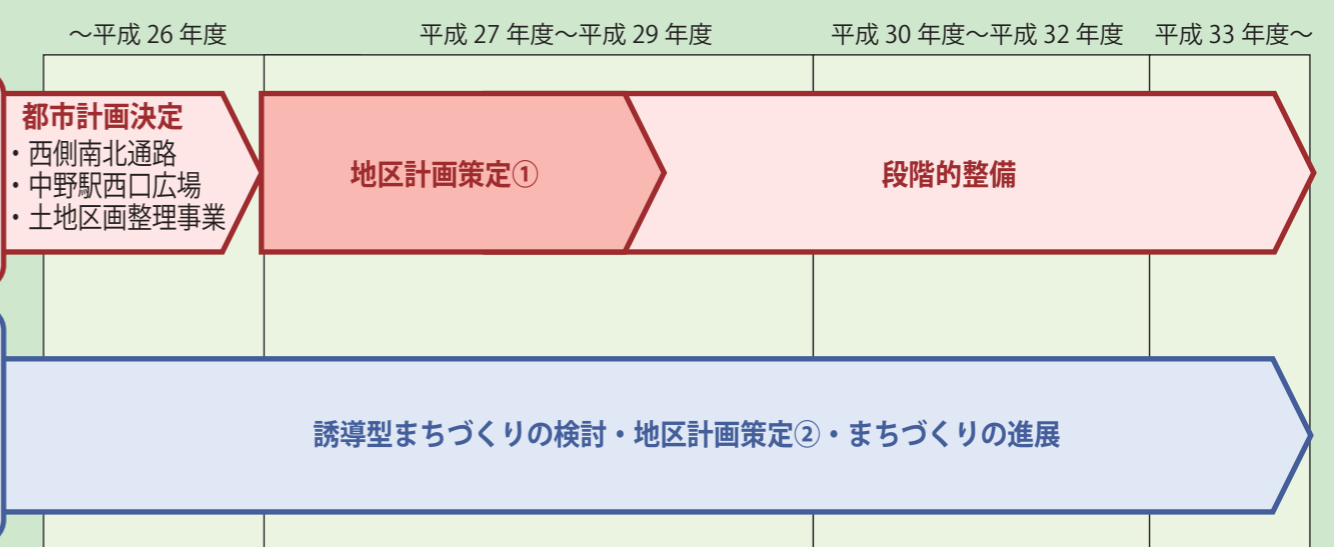 ～平成 26 年度
平成 27 年度～平成 29 年度
平成 30 年度～平成 32 年度
平成 33 年度～
都市計画決定
・西側南北通路
・中野駅西口広場
・土地区画整理事業
地区計画策定①
段階的整備
誘導型まちづくりの検討・地区計画策定②・まちづくりの進展